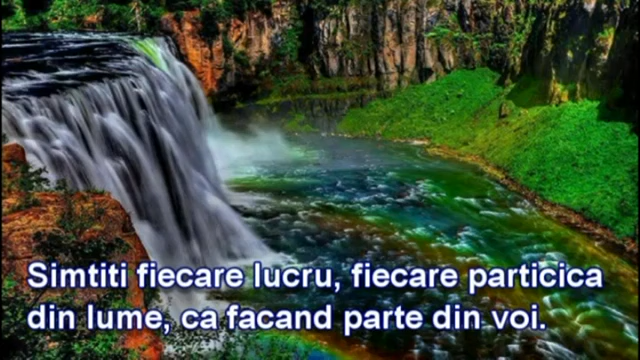 Simtiti fiecare lucru, fiecare particica
din lume, ca facand parte din voi.